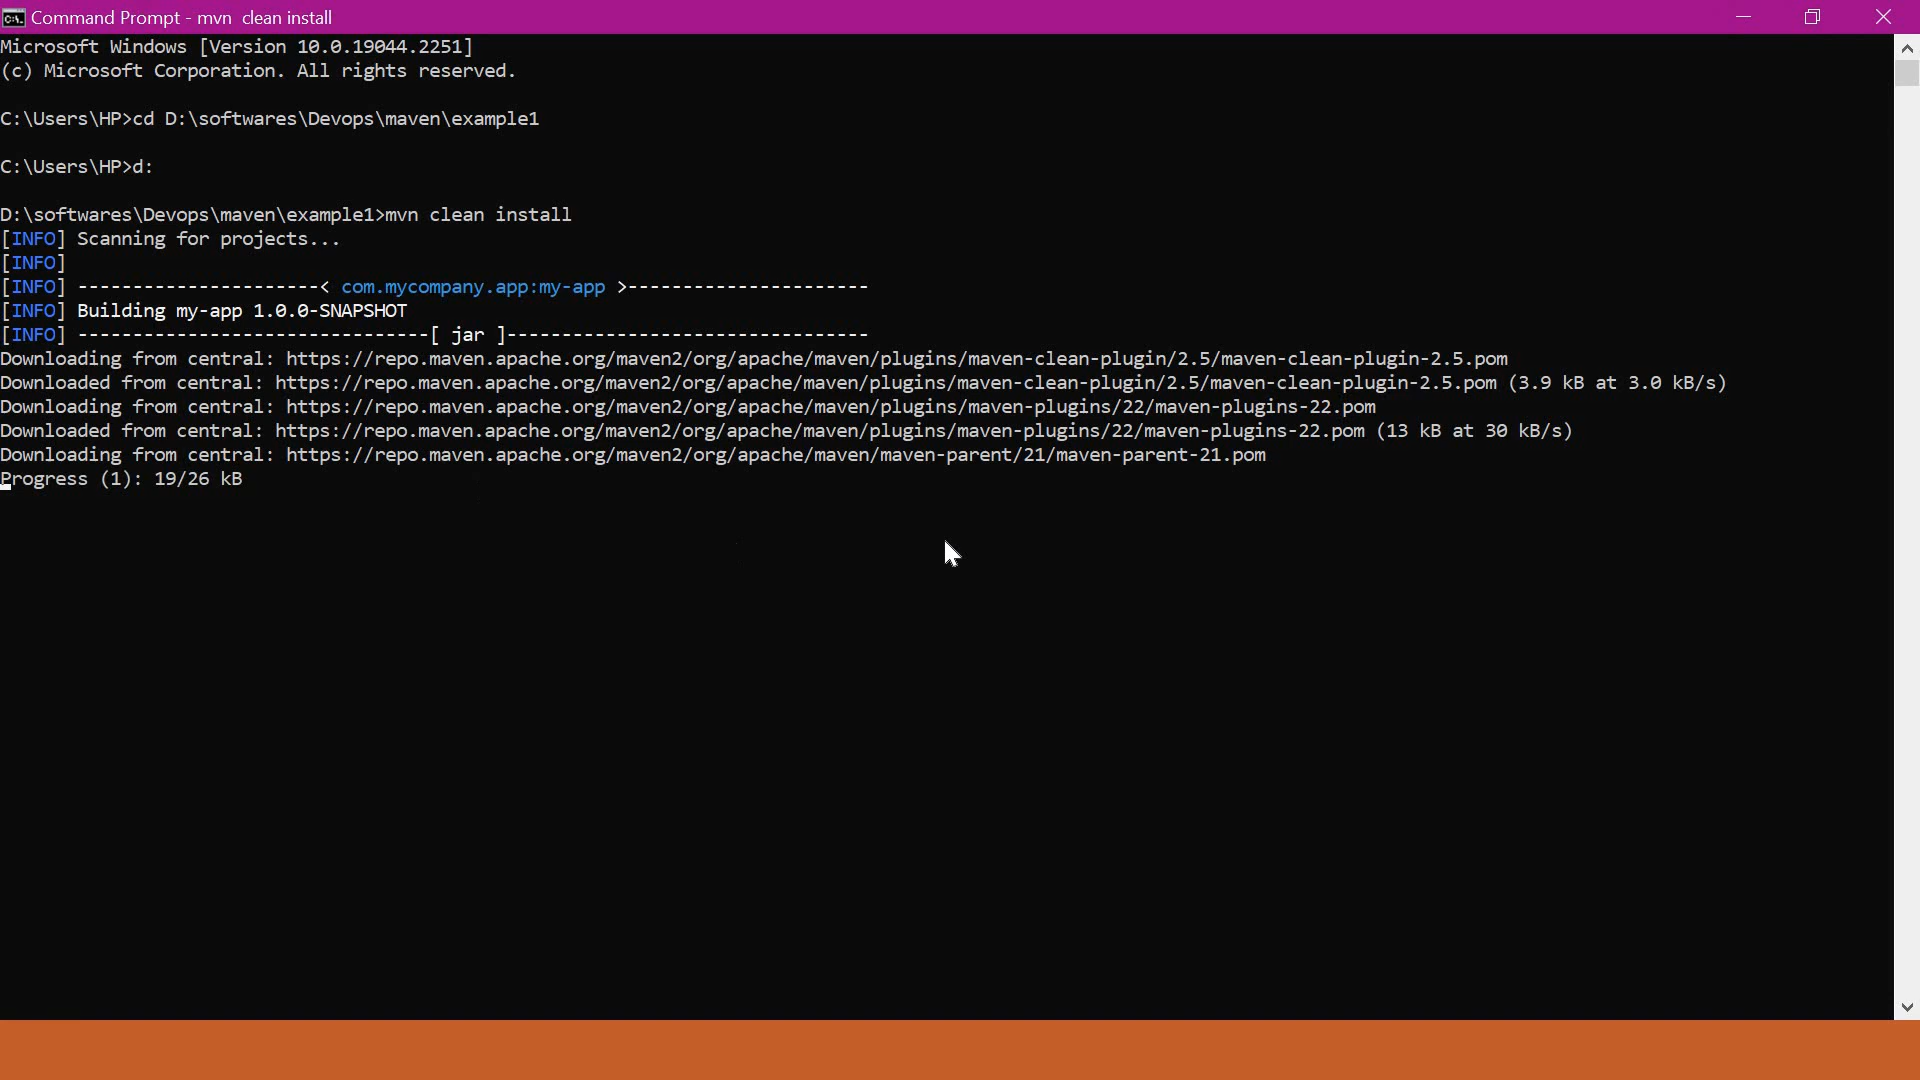 Command Prompt - mvn  clean install
Microsoft Windows [Version 10.0.19044.2251]
(c) Microsoft Corporation. All rights reserved.
C:\Users\HP>cd D:\softwares\Devops\maven\example1
C:\Users\HP>d:
D:\softwares\Devops\maven\example1>mvn clean install
[INFO] Scanning for projects...
[INFO]
[INFO] ----------------------< com.mycompany.app:my-app >----------------------
[INFO] Building my-app 1.0.0-SNAPSHOT
[INFO] --------------------------------[ jar ]---------------------------------
Downloading from central: https://repo.maven.apache.org/maven2/org/apache/maven/plugins/maven-clean-plugin/2.5/maven-clean-plugin-2.5.pom
Downloaded from central: https://repo.maven.apache.org/maven2/org/apache/maven/plugins/maven-clean-plugin/2.5/maven-clean-plugin-2.5.pom (3.9 kB at 3.0 kB/s)
Downloading from central: https://repo.maven.apache.org/maven2/org/apache/maven/plugins/maven-plugins/22/maven-plugins-22.pom
Downloaded from central: https://repo.maven.apache.org/maven2/org/apache/maven/plugins/maven-plugins/22/maven-plugins-22.pom (13 kB at 30 kB/s)
Downloading from central: https://repo.maven.apache.org/maven2/org/apache/maven/maven-parent/21/maven-parent-21.pom
Progress (1): 19/26 kB